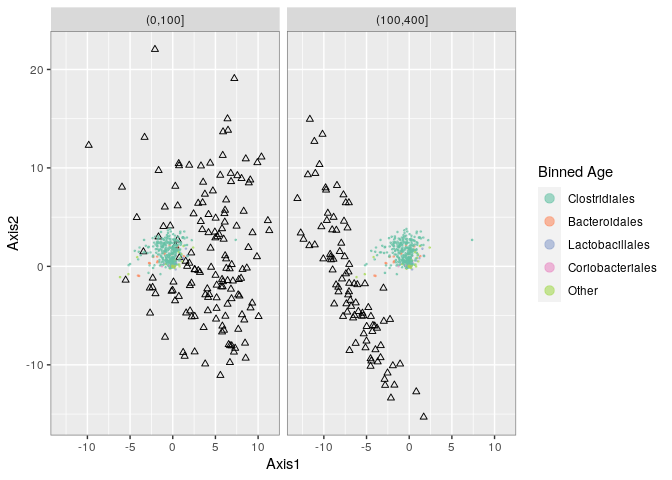 (0,100]
(100,400]
20
10
0
-10
Axis2
-10
-5
0
5
10
-10
-5
0
5
10
Axis1
Binned Age
Clostridiales
Bacteroidales
Lactobacillales
Coriobacteriales
Other